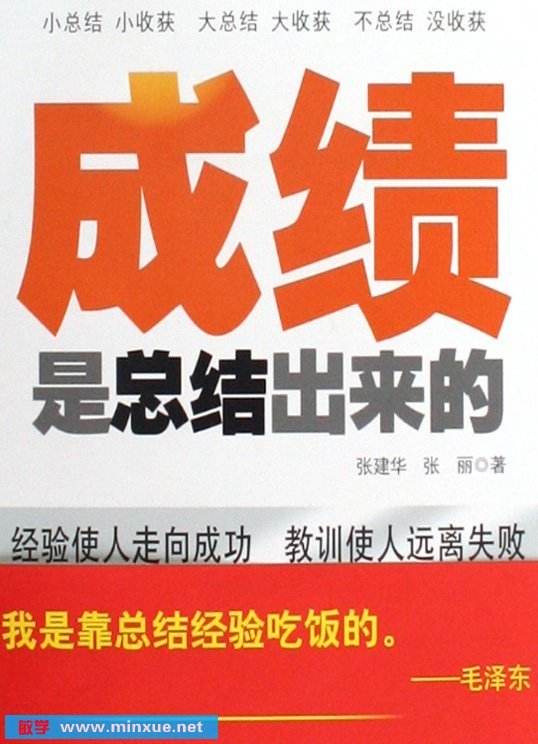 小总结 小收获 大总结 大收获 不总结 没收获
成绩
是总结出来的
张建华 张 丽◎著
经验使人走向成功 教训使人远离失败
我是靠总结经验吃饭的。
——毛泽东
敏学 www.minxue.net